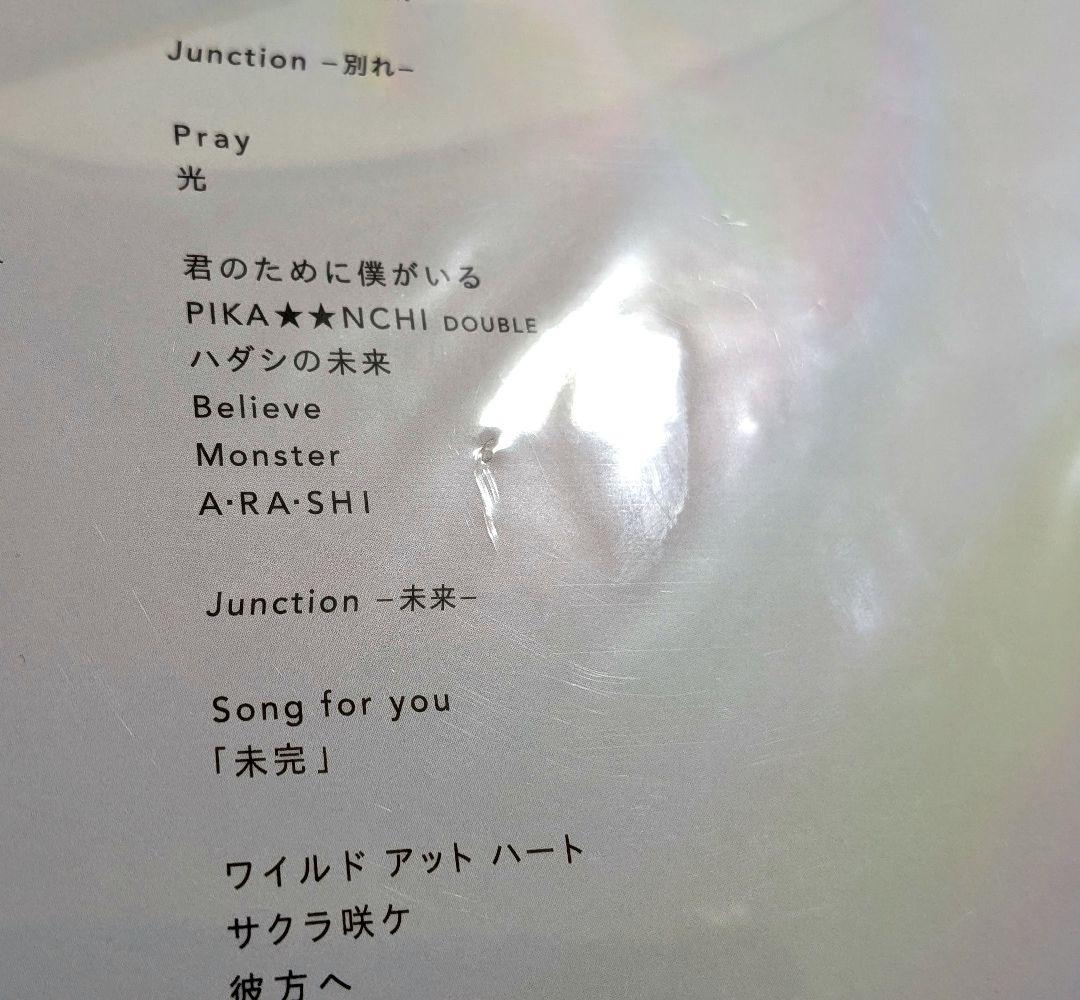 Junction −別れ−
Pray
光
君のために僕がいる
PIKA★★NCHI DOUBLE
ハダシの未来
Believe
Monster
A・RA・SHI
Junction −未来−
Song for you
「未完」
ワイルド アット ハート
サクラ咲ケ
彼方へ